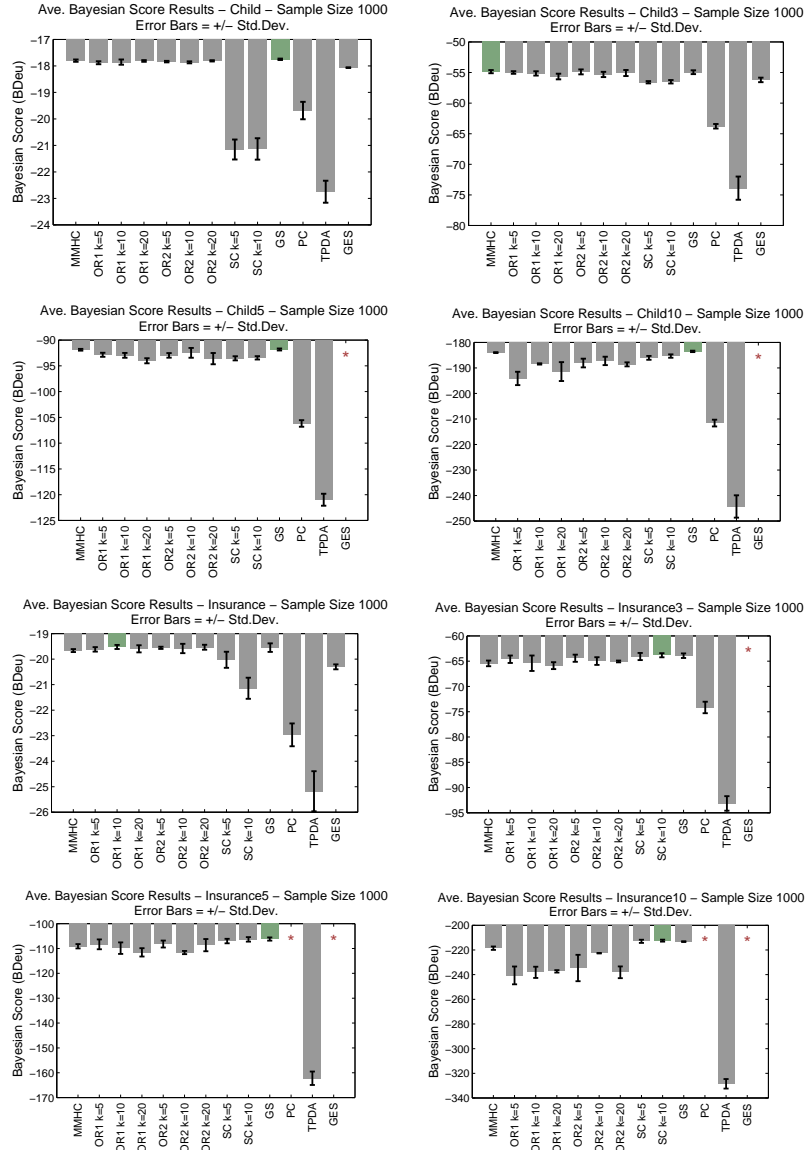 Ave. Bayesian Score Results – Child – Sample Size 1000
Error Bars = +/– Std.Dev.
Bayesian Score (BDeu)
−17
−18
−19
−20
−21
−22
−23
−24
MMHC
OR1 k=5
OR1 k=10
OR1 k=20
OR2 k=5
OR2 k=10
OR2 k=20
SC k=5
SC k=10
GS
PC
TPDA
GES
Ave. Bayesian Score Results – Child3 – Sample Size 1000
Error Bars = +/– Std.Dev.
Bayesian Score (BDeu)
−50
−55
−60
−65
−70
−75
−80
MMHC
OR1 k=5
OR1 k=10
OR1 k=20
OR2 k=5
OR2 k=10
OR2 k=20
SC k=5
SC k=10
GS
PC
TPDA
GES
Ave. Bayesian Score Results – Child5 – Sample Size 1000
Error Bars = +/– Std.Dev.
Bayesian Score (BDeu)
−90
−95
−100
−105
−110
−115
−120
−125
*
MMHC
OR1 k=5
OR1 k=10
OR1 k=20
OR2 k=5
OR2 k=10
OR2 k=20
SC k=5
SC k=10
GS
PC
TPDA
GES
Ave. Bayesian Score Results – Child10 – Sample Size 1000
Error Bars = +/– Std.Dev.
Bayesian Score (BDeu)
−180
−190
−200
−210
−220
−230
−240
−250
*
MMHC
OR1 k=5
OR1 k=10
OR1 k=20
OR2 k=5
OR2 k=10
OR2 k=20
SC k=5
SC k=10
GS
PC
TPDA
GES
Ave. Bayesian Score Results – Insurance – Sample Size 1000
Error Bars = +/– Std.Dev.
Bayesian Score (BDeu)
−19
−20
−21
−22
−23
−24
−25
−26
MMHC
OR1 k=5
OR1 k=10
OR1 k=20
OR2 k=5
OR2 k=10
OR2 k=20
SC k=5
SC k=10
GS
PC
TPDA
GES
Ave. Bayesian Score Results – Insurance3 – Sample Size 1000
Error Bars = +/– Std.Dev.
Bayesian Score (BDeu)
−60
−65
−70
−75
−80
−85
−90
−95
*
MMHC
OR1 k=5
OR1 k=10
OR1 k=20
OR2 k=5
OR2 k=10
OR2 k=20
SC k=5
SC k=10
GS
PC
TPDA
GES
Ave. Bayesian Score Results – Insurance5 – Sample Size 1000
Error Bars = +/– Std.Dev.
Bayesian Score (BDeu)
−100
−110
−120
−130
−140
−150
−160
−170
* *
MMHC
OR1 k=5
OR1 k=10
OR1 k=20
OR2 k=5
OR2 k=10
OR2 k=20
SC k=5
SC k=10
GS
PC
TPDA
GES
Ave. Bayesian Score Results – Insurance10 – Sample Size 1000
Error Bars = +/– Std.Dev.
Bayesian Score (BDeu)
−200
−220
−240
−260
−280
−300
−320
−340
* *
MMHC
OR1 k=5
OR1 k=10
OR1 k=20
OR2 k=5
OR2 k=10
OR2 k=20
SC k=5
SC k=10
GS
PC
TPDA
GES